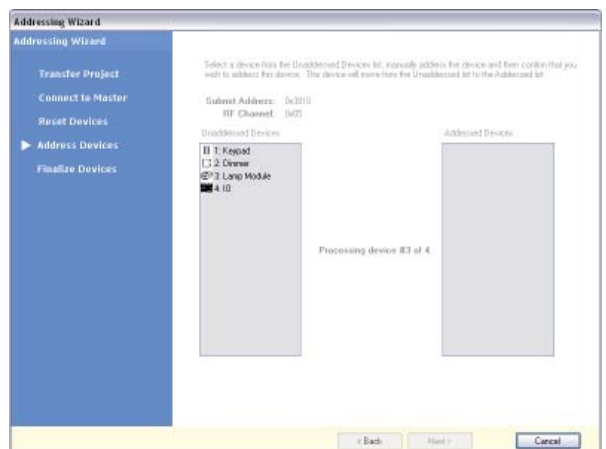 Addressing Wizard
Addressing Wizard
Transfer Project
Connect to Master
Reset Devices
Address Devices
Finalize Devices
Select a device from the Unaddressed Devices list, manually address the device and then confirm that you
wish to address this device. The device will move from the Unaddressed list to the Addressed list.
Subnet Address: 0x3810
RF Channel: 0x05
Unaddressed Devices
Addressed Devices
1: Keypad
2: Dimmer
3: Lamp Module
4: IO
Processing device #3 of 4.
< Back
Next >
Cancel